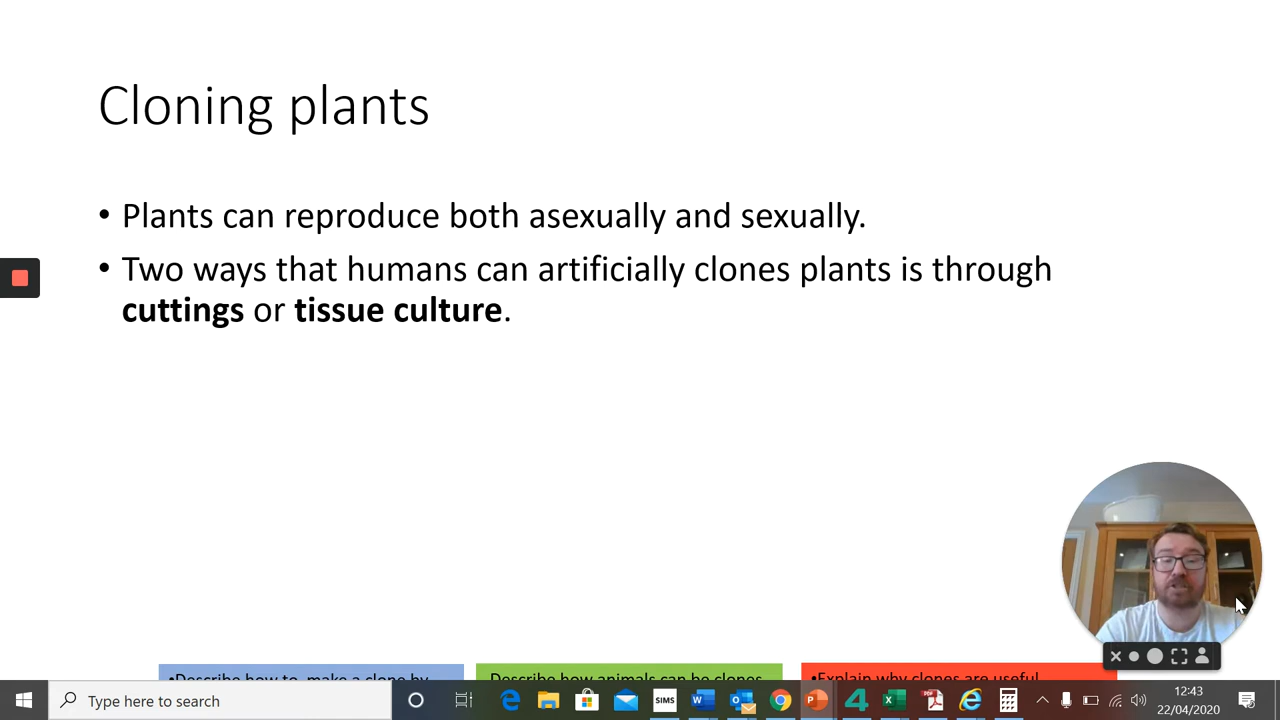 Cloning plants
• Plants can reproduce both asexually and sexually.
• Two ways that humans can artificially clones plants is through
cuttings or tissue culture.
•Describe how to make a clone by
Describe how animals can be clones
•Explain why clones are useful
Type here to search
SIMS
12:43
22/04/2020